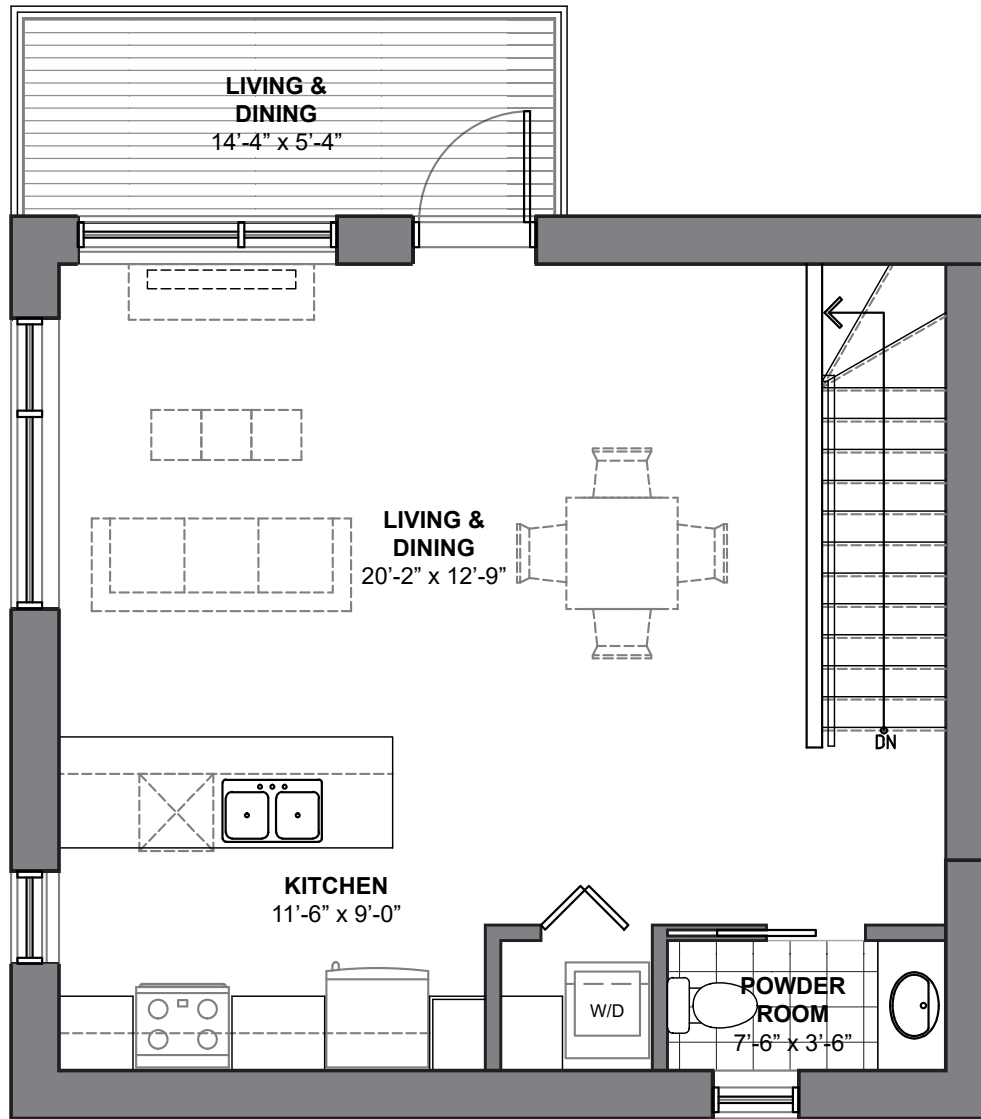 LIVING &
DINING
14’-4” x 5’-4”
LIVING &
DINING
20’-2” x 12’-9”
DN
KITCHEN
11’-6” x 9’-0”
W/D
POWDER
ROOM
7’-6” x 3’-6”